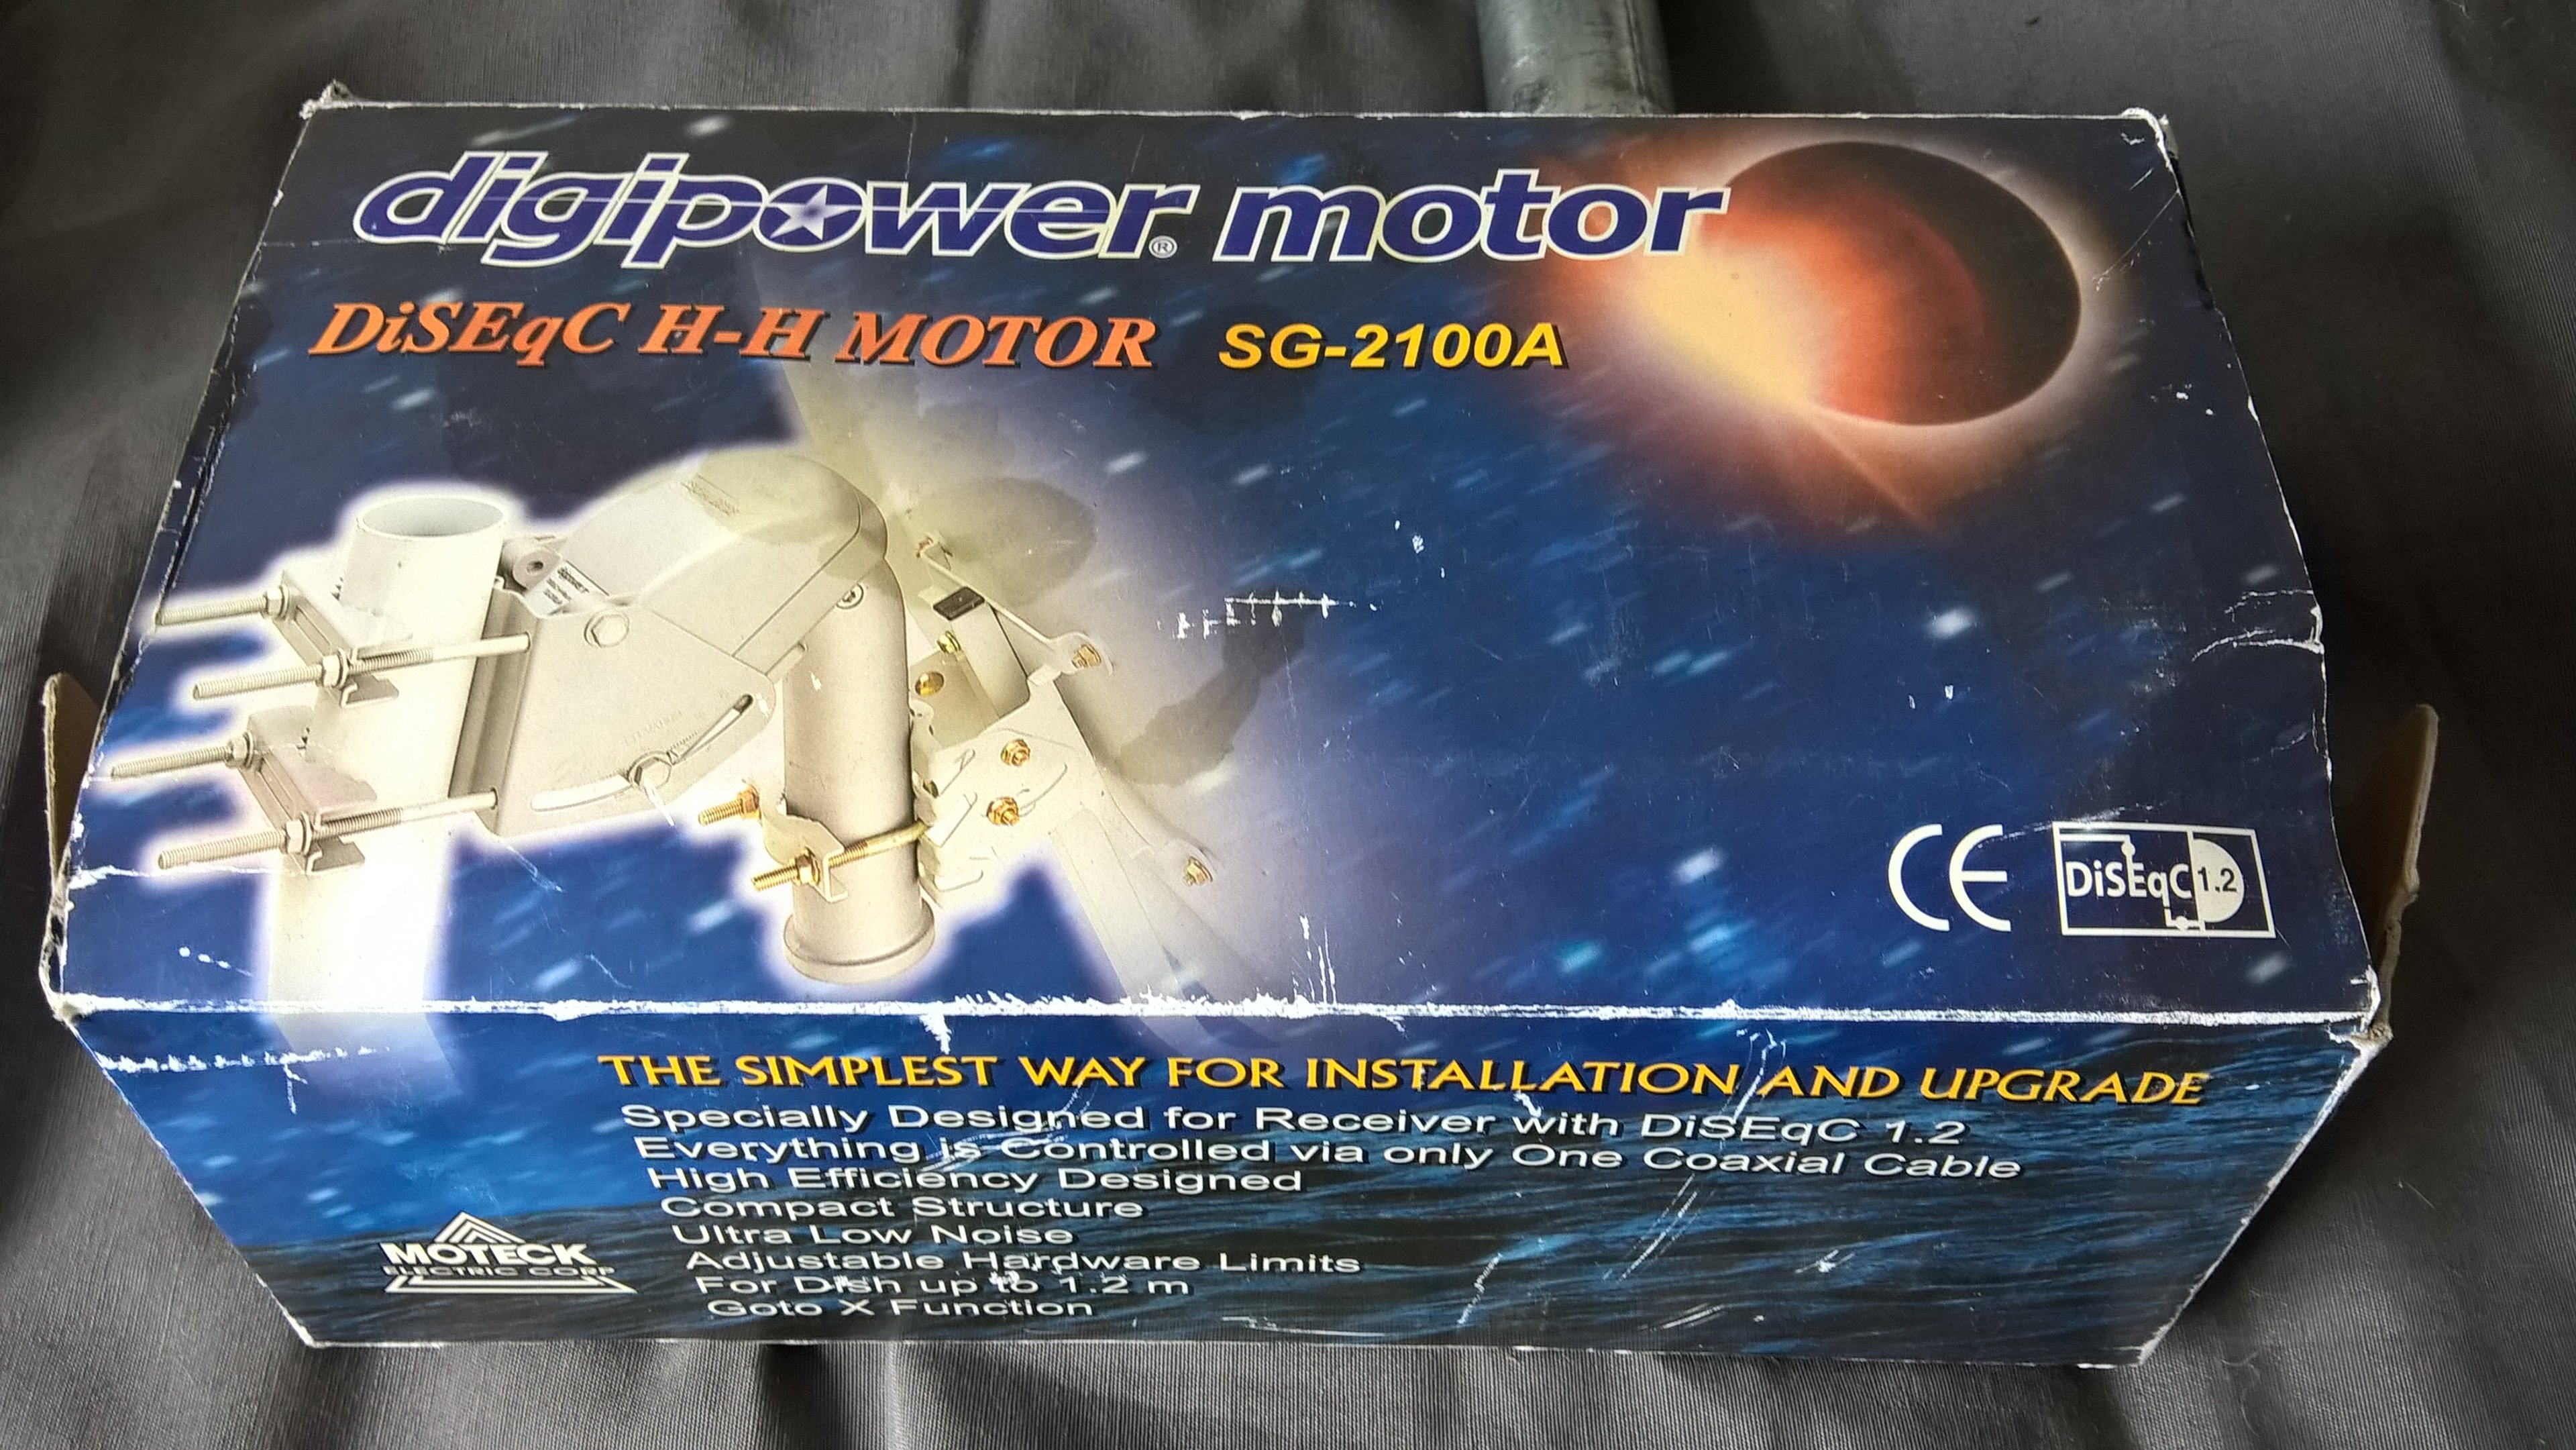 digipower® motor
DiSEqC H-H MOTOR SG-2100A
CE DiSEqC 1.2
THE SIMPLEST WAY FOR INSTALLATION AND UPGRADE
Specially Designed for Receiver with DiSEqC 1.2
Everything is Controlled via only One Coaxial Cable
High Efficiency Designed
Compact Structure
Ultra Low Noise
Adjustable Hardware Limits
For Dish up to 1.2 m
Goto X Function
MOTECK
ELECTRIC CORP